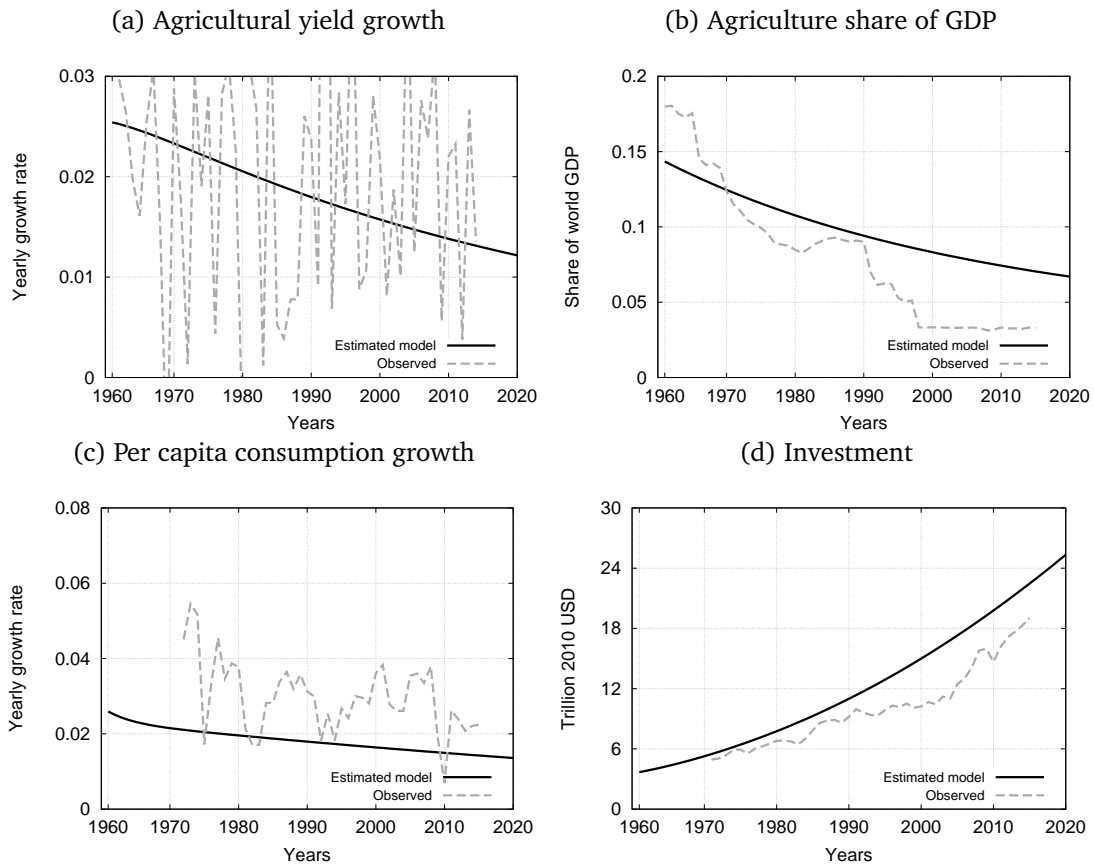 (a) Agricultural yield growth
0.03
0.02
0.01
0
1960 1970 1980 1990 2000 2010 2020
Yearly growth rate
Years
Estimated model
Observed
(b) Agriculture share of GDP
0.2
0.15
0.1
0.05
0
1960 1970 1980 1990 2000 2010 2020
Share of world GDP
Years
Estimated model
Observed
(c) Per capita consumption growth
0.08
0.06
0.04
0.02
0
1960 1970 1980 1990 2000 2010 2020
Yearly growth rate
Years
Estimated model
Observed
(d) Investment
30
24
18
12
6
0
1960 1970 1980 1990 2000 2010 2020
Trillion 2010 USD
Years
Estimated model
Observed